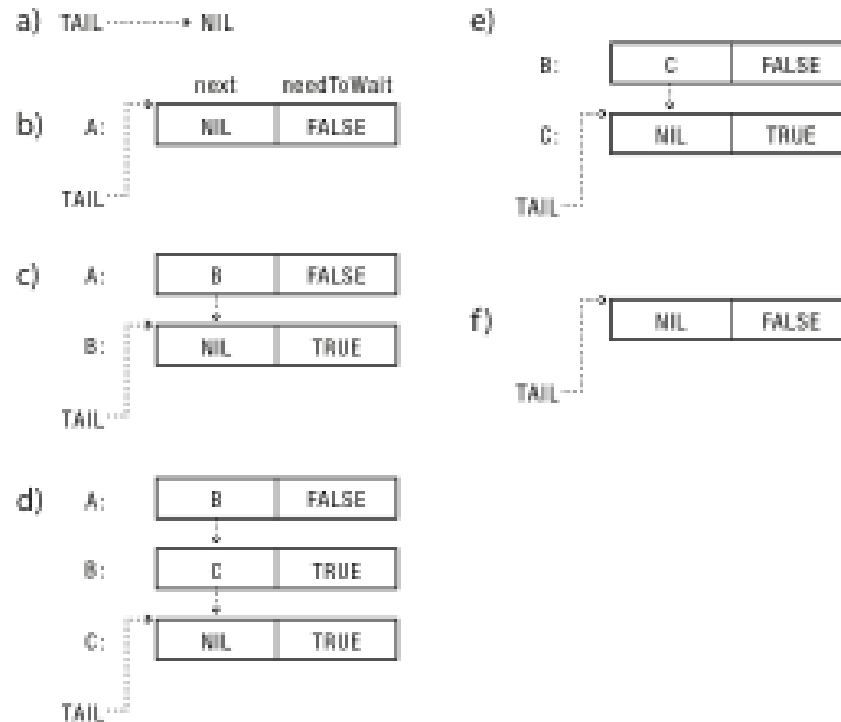 a) TAIL NIL
next needToWait
b) A: NIL FALSE
TAIL
c) A: B FALSE
B: NIL TRUE
TAIL
d) A: B FALSE
B: C TRUE
C: NIL TRUE
TAIL
e)
B: C FALSE
C: NIL TRUE
TAIL
f) NIL FALSE
TAIL